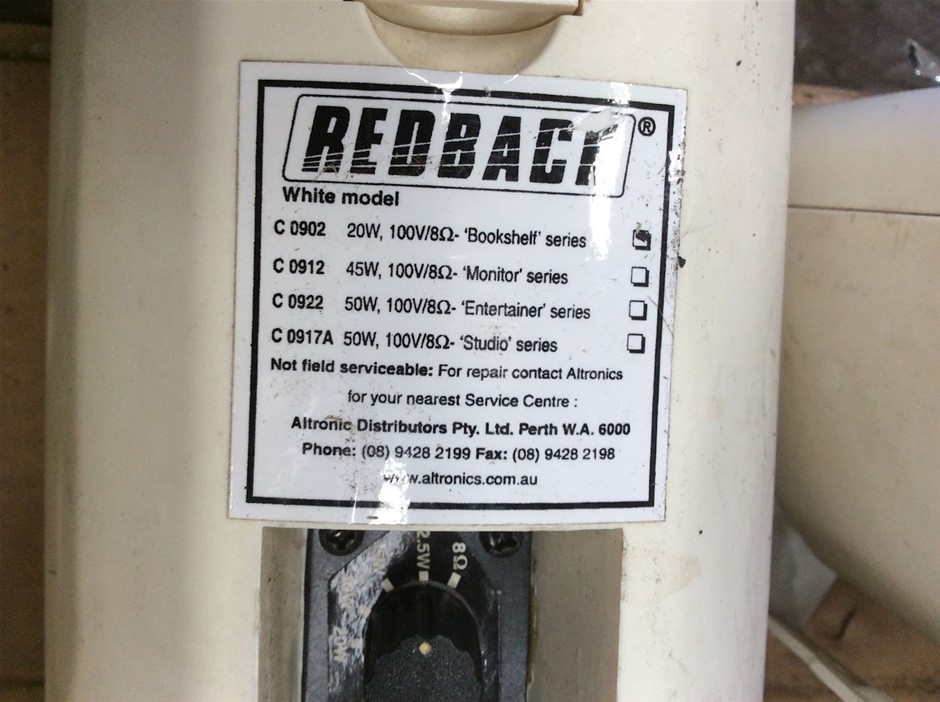 REDBACK®
White model
C 0902 20W, 100V/8Ω- ‘Bookshelf’ series
C 0912 45W, 100V/8Ω- ‘Monitor’ series
C 0922 50W, 100V/8Ω- ‘Entertainer’ series
C 0917A 50W, 100V/8Ω- ‘Studio’ series
Not field serviceable: For repair contact Altronics
for your nearest Service Centre :
Altronic Distributors Pty. Ltd. Perth W.A. 6000
Phone: (08) 9428 2199 Fax: (08) 9428 2198
www.altronics.com.au
2.5W
8Ω
20W